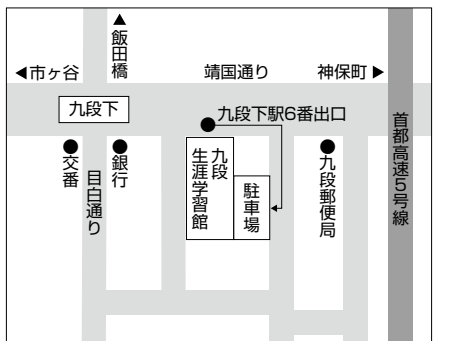 ▲飯田橋
◀市ヶ谷
靖国通り
神保町▶
九段下
九段下駅6番出口
首都高速5号線
交番
銀行
目白通り
九段
生涯学習館
駐車場
九段郵便局